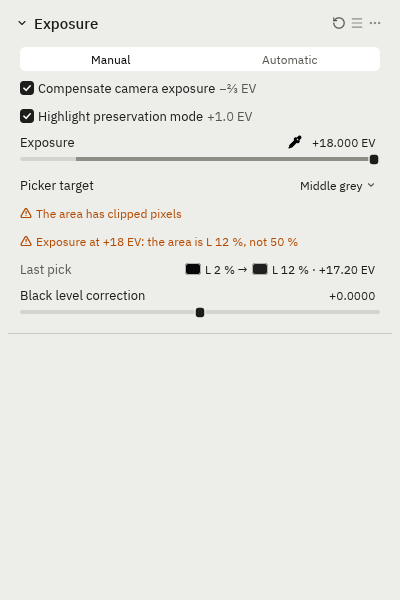 Exposure
Manual Automatic
Compensate camera exposure −⅔ EV
Highlight preservation mode +1.0 EV
Exposure +18.000 EV
Picker target Middle grey
The area has clipped pixels
Exposure at +18 EV: the area is L 12 %, not 50 %
Last pick L 2 % → L 12 % · +17.20 EV
Black level correction +0.0000